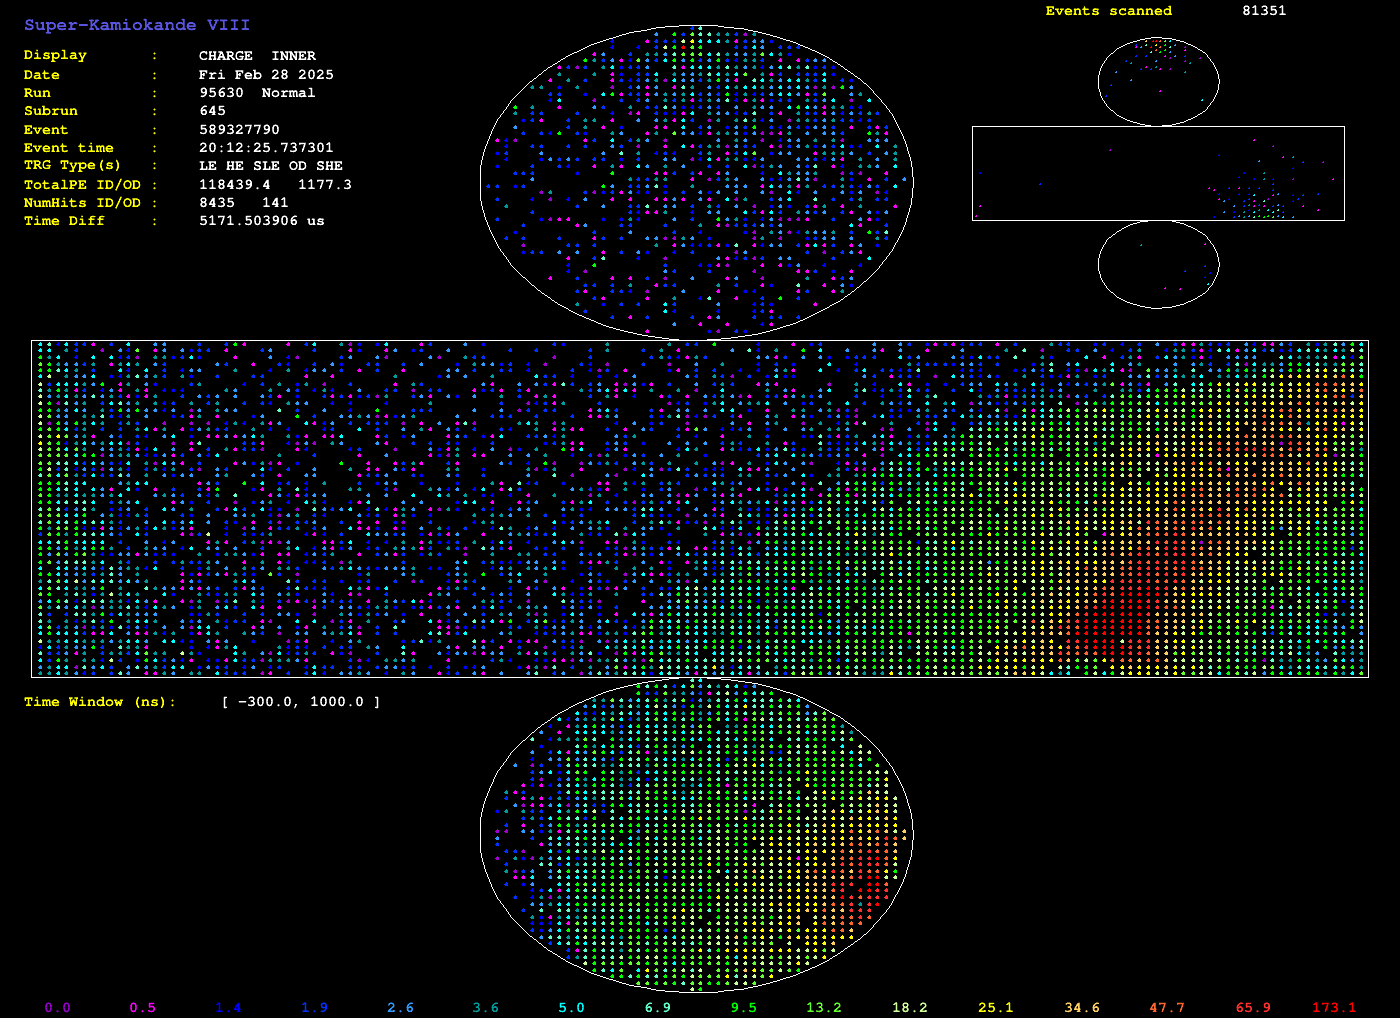 Super-Kamiokande VIII
Events scanned 81351
Display : CHARGE INNER
Date : Fri Feb 28 2025
Run : 95630 Normal
Subrun : 645
Event : 589327790
Event time : 20:12:25.737301
TRG Type(s) : LE HE SLE OD SHE
TotalPE ID/OD : 118439.4 1177.3
NumHits ID/OD : 8435 141
Time Diff : 5171.503906 us
Time Window (ns): [ -300.0, 1000.0 ]
0.0 0.5 1.4 1.9 2.6 3.6 5.0 6.9 9.5 13.2 18.2 25.1 34.6 47.7 65.9 173.1